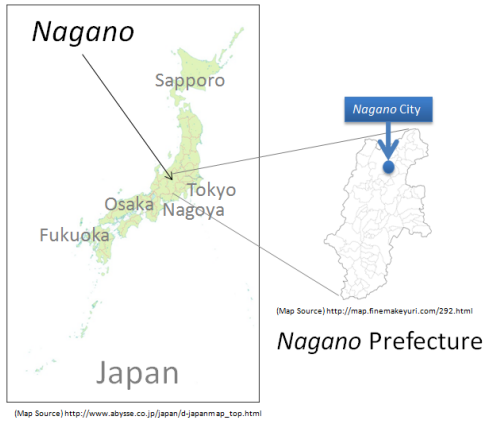 Nagano
Sapporo
Nagano City
Tokyo
Osaka
Nagoya
Fukuoka
(Map Source) http://map.finemakeyuri.com/292.html
Nagano Prefecture
Japan
(Map Source) http://www.abysse.co.jp/japan/d-japanmap_top.html